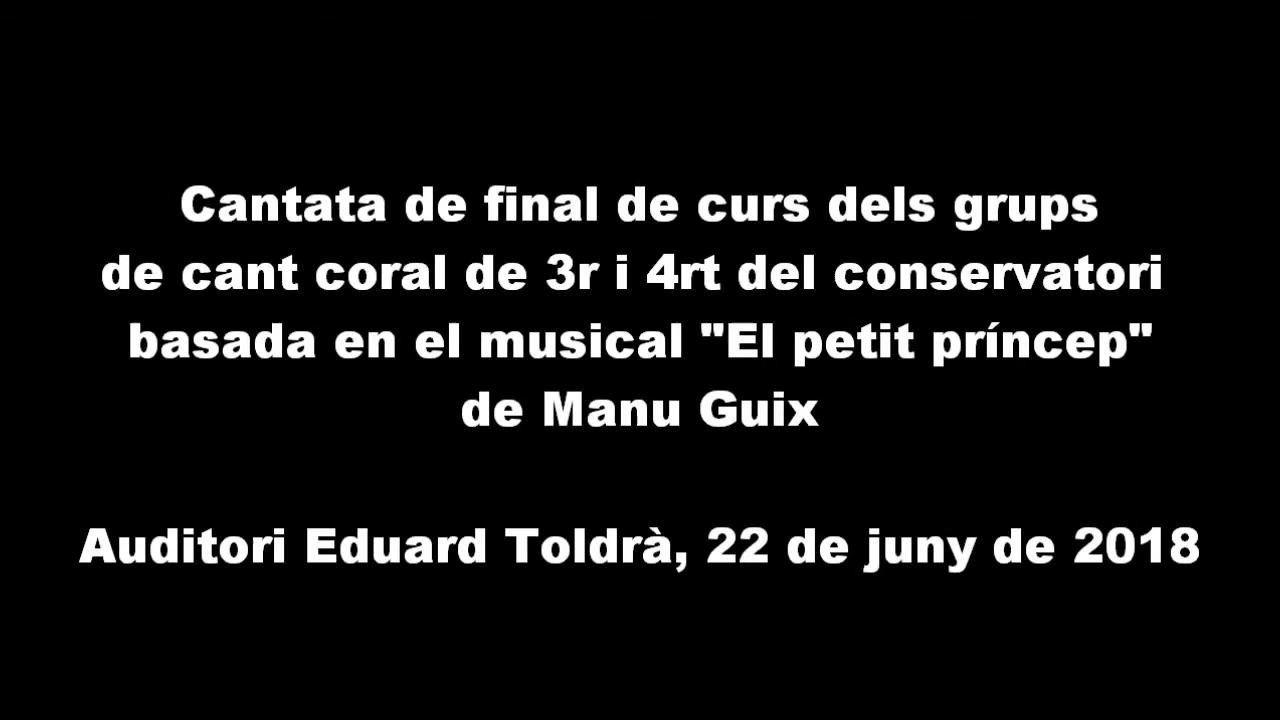 Cantata de final de curs dels grups
de cant coral de 3r i 4rt del conservatori
basada en el musical "El petit príncep"
de Manu Guix
Auditori Eduard Toldrà, 22 de juny de 2018